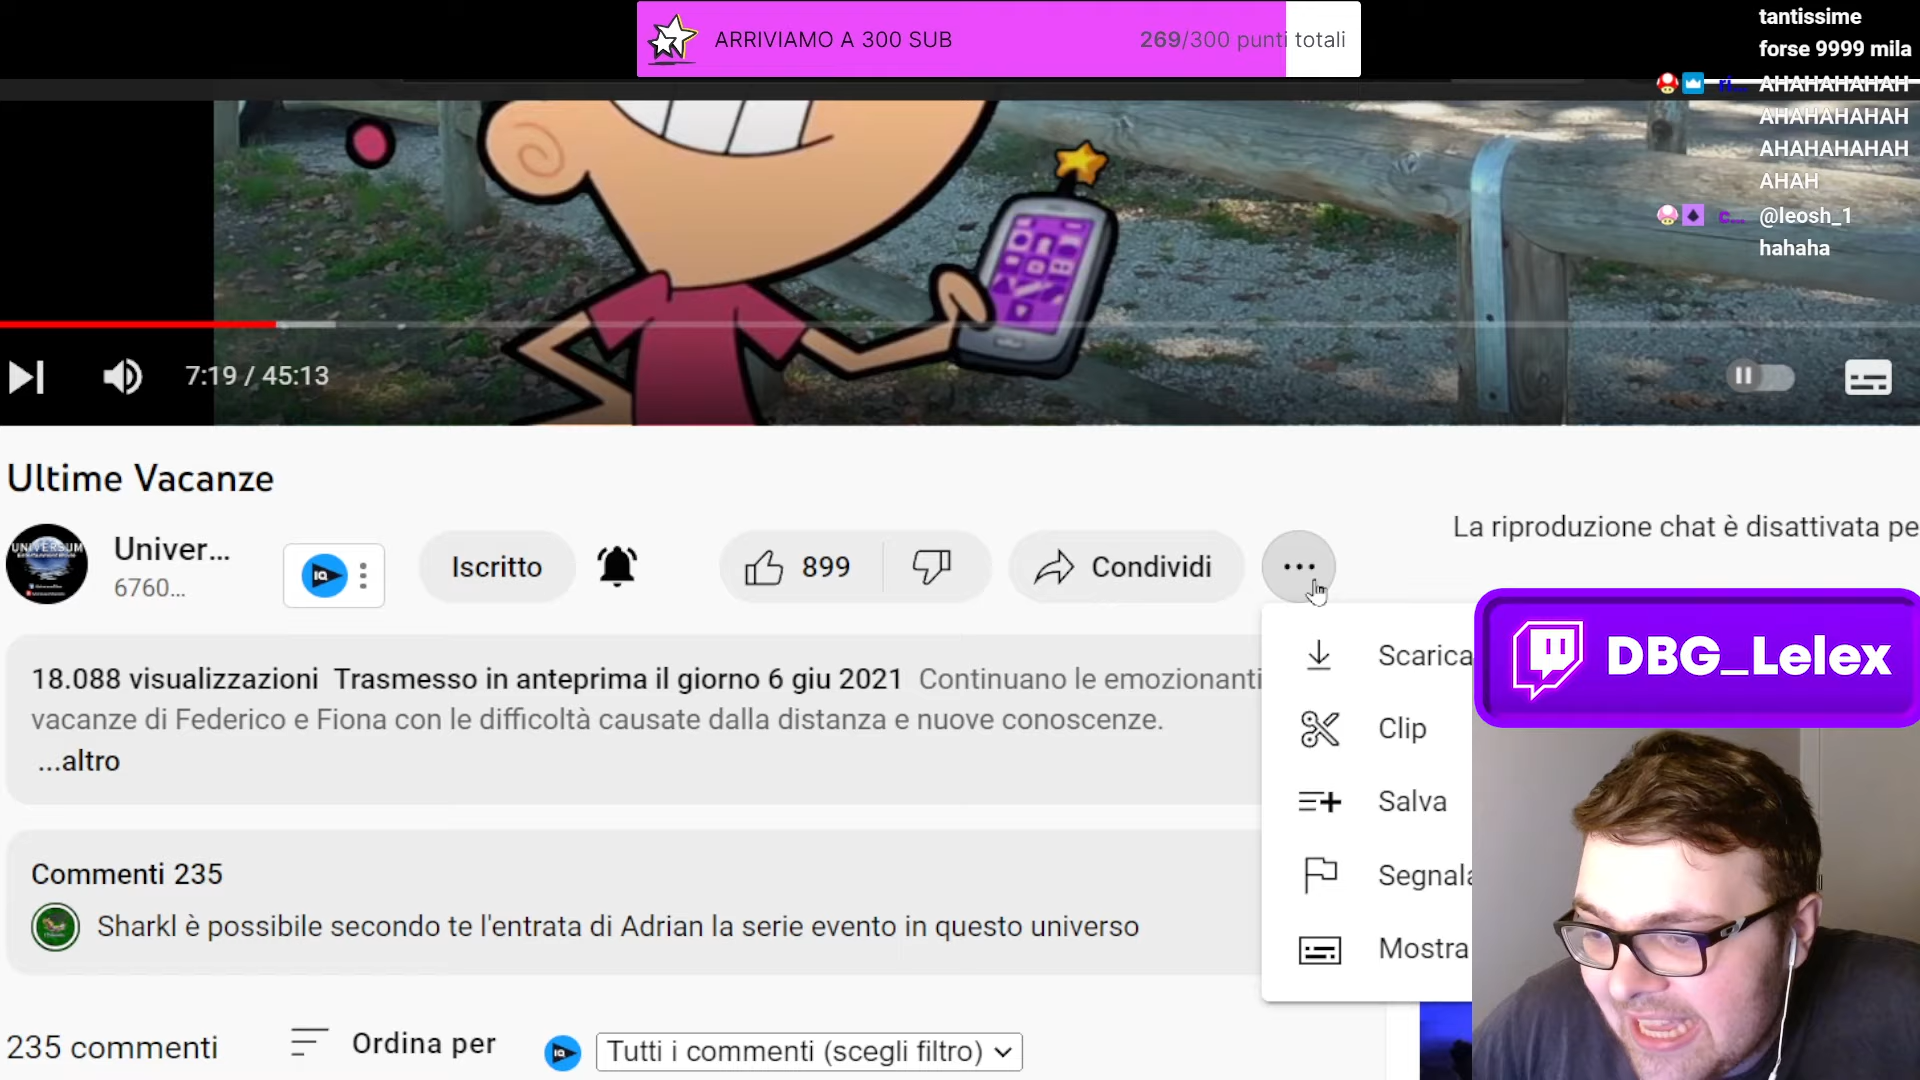 ARRIVIAMO A 300 SUB
269/300 punti totali
tantissime
forse 9999 mila
ri... AHAHAHAHAH
AHAHAHAHAH
AHAHAHAHAH
AHAH
c... @leosh_1
hahaha
7:19 / 45:13
Ultime Vacanze
UNIVERSUM
Univer...
6760...
IQ
Iscritto
899
Condividi
La riproduzione chat è disattivata pe
18.088 visualizzazioni Trasmesso in anteprima il giorno 6 giu 2021 Continuano le emozionanti
vacanze di Federico e Fiona con le difficoltà causate dalla distanza e nuove conoscenze.
...altro
Scarica
Clip
Salva
Segnala
Mostra
DBG_Lelex
Commenti 235
Sharkl è possibile secondo te l'entrata di Adrian la serie evento in questo universo
235 commenti
Ordina per
IQ
Tutti i commenti (scegli filtro)